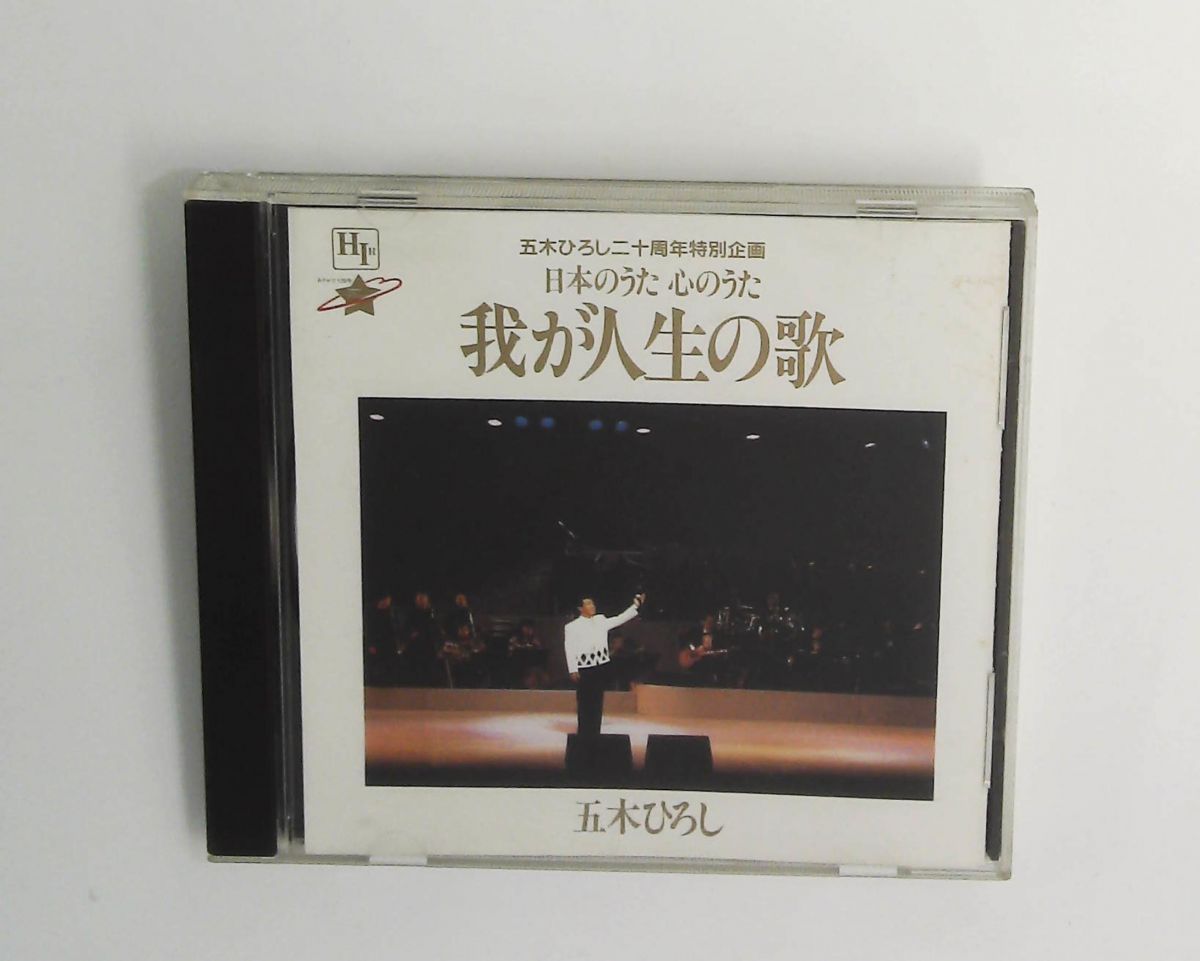 HI
五木ひろし二十周年特別企画
日本のうた 心のうた
我が人生の歌
五木ひろし